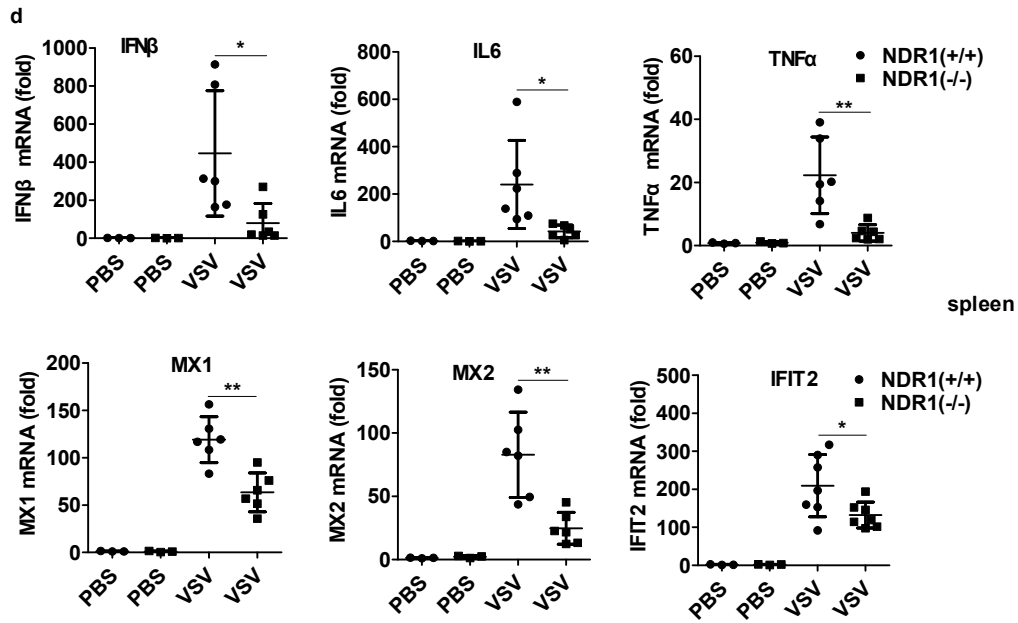 d
IFNβ
IFNβ mRNA (fold)
1000
800
600
400
200
0
*
PBS
PBS
VSV
VSV
IL6
IL6 mRNA (fold)
800
600
400
200
0
*
PBS
PBS
VSV
VSV
TNFα
TNFα mRNA (fold)
60
40
20
0
**
PBS
PBS
VSV
VSV
NDR1(+/+)
NDR1(-/-)
spleen
MX1
MX1 mRNA (fold)
200
150
100
50
0
**
PBS
PBS
VSV
VSV
MX2
MX2 mRNA (fold)
150
100
50
0
**
PBS
PBS
VSV
VSV
IFIT2
IFIT2 mRNA (fold)
500
400
300
200
100
0
*
PBS
PBS
VSV
VSV
NDR1(+/+)
NDR1(-/-)